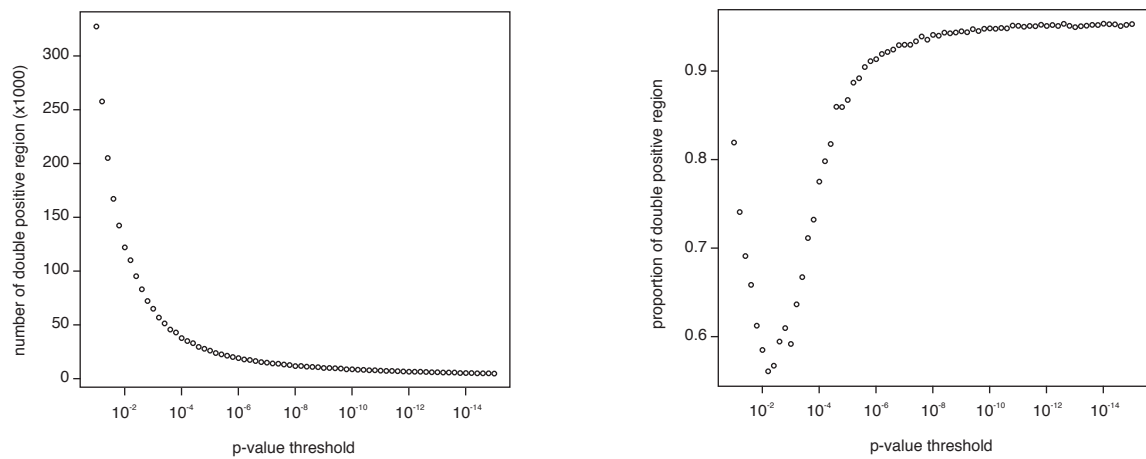 number of double positive region (x1000)
300
250
200
150
100
50
0
10⁻² 10⁻⁴ 10⁻⁶ 10⁻⁸ 10⁻¹⁰ 10⁻¹² 10⁻¹⁴
p-value threshold
proportion of double positive region
0.9
0.8
0.7
0.6
10⁻² 10⁻⁴ 10⁻⁶ 10⁻⁸ 10⁻¹⁰ 10⁻¹² 10⁻¹⁴
p-value threshold